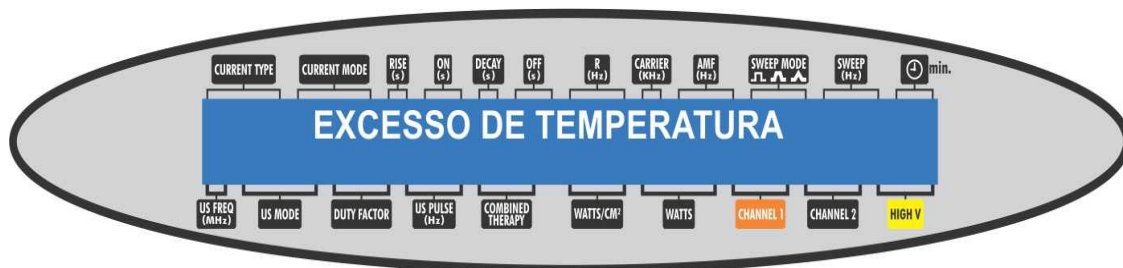 CURRENT TYPE CURRENT MODE RISE (s) ON (s) DECAY (s) OFF (s) R (Hz) CARRIER (KHz) AMF (Hz) SWEEP MODE SWEEP (Hz) min.
EXCESSO DE TEMPERATURA
US FREQ (MHz) US MODE DUTY FACTOR US PULSE (Hz) COMBINED THERAPY WATTS/CM² WATTS CHANNEL 1 CHANNEL 2 HIGH V